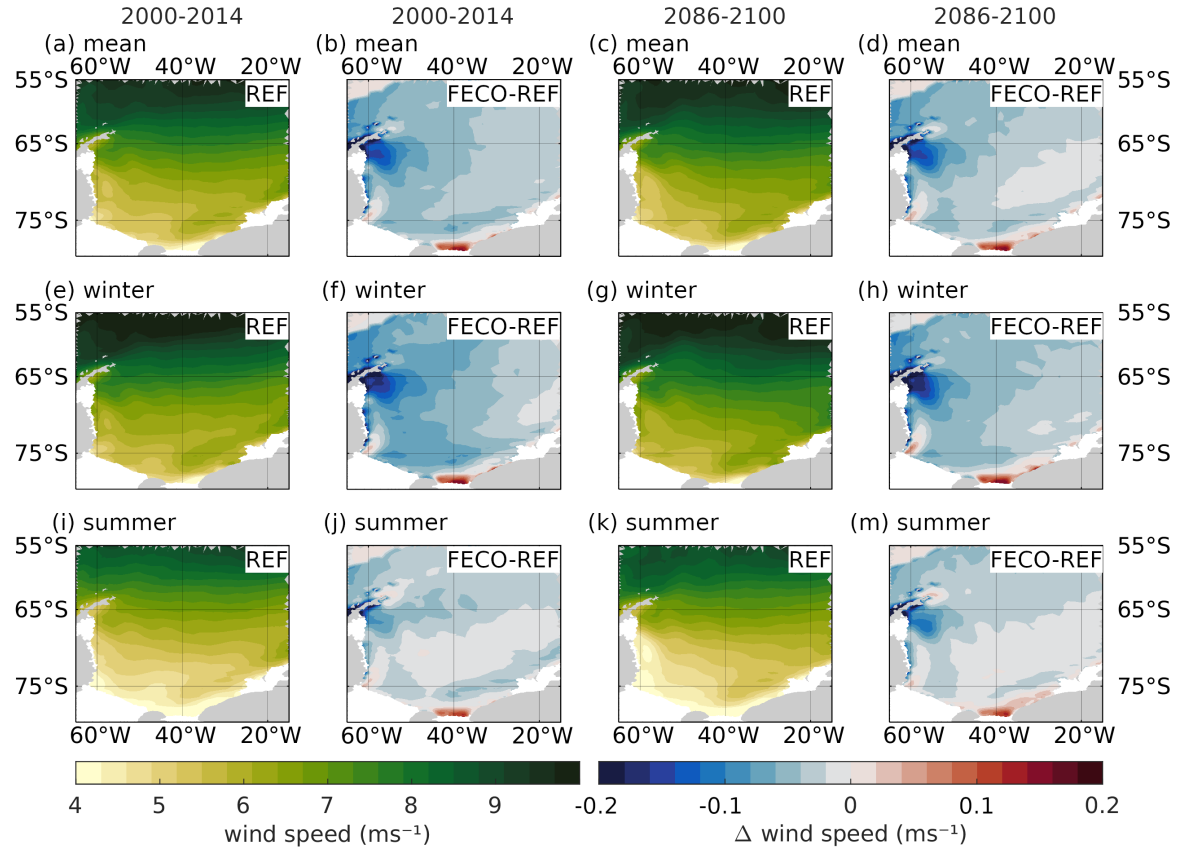 2000-2014 2000-2014 2086-2100 2086-2100
(a) mean (b) mean (c) mean (d) mean
60°W 40°W 20°W 60°W 40°W 20°W 60°W 40°W 20°W 60°W 40°W 20°W
55°S REF FECO-REF REF FECO-REF 55°S
65°S 65°S
75°S 75°S
(e) winter (f) winter (g) winter (h) winter
55°S REF FECO-REF REF FECO-REF 55°S
65°S 65°S
75°S 75°S
(i) summer (j) summer (k) summer (m) summer
55°S REF FECO-REF REF FECO-REF 55°S
65°S 65°S
75°S 75°S
60°W 40°W 20°W 60°W 40°W 20°W 60°W 40°W 20°W 60°W 40°W 20°W
4 5 6 7 8 9 -0.2 -0.1 0 0.1 0.2
wind speed (ms⁻¹) Δ wind speed (ms⁻¹)